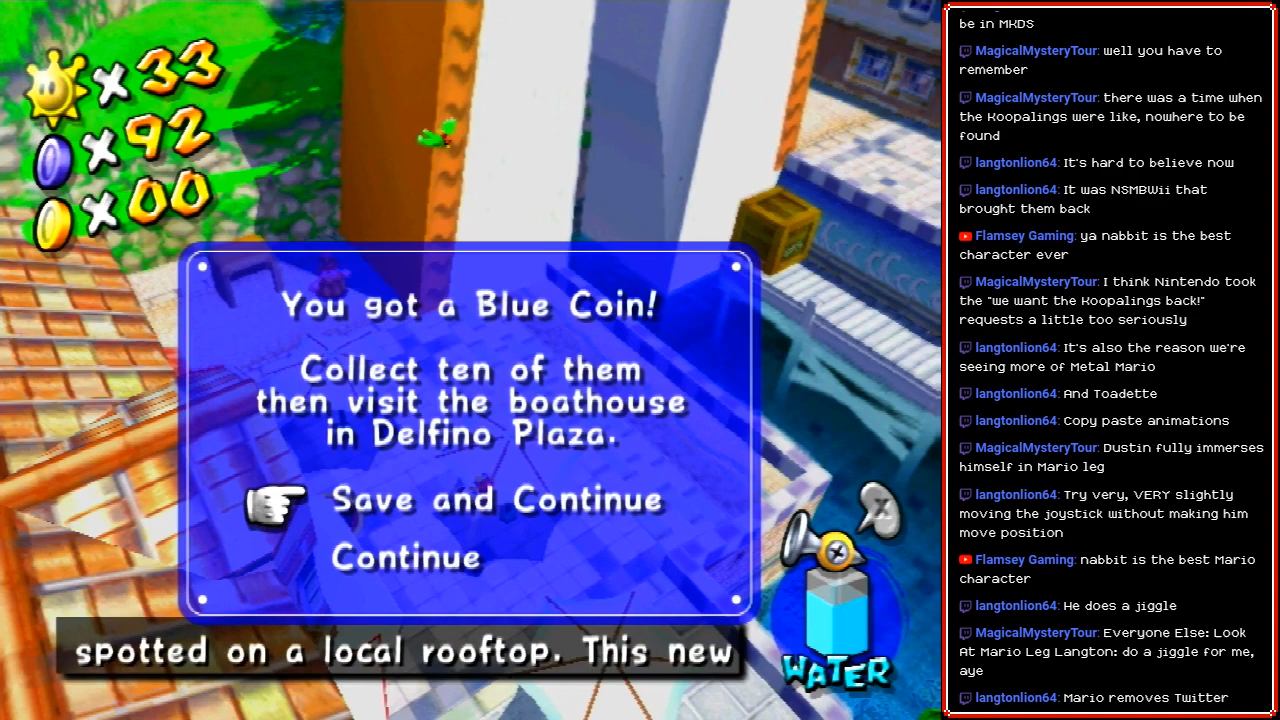 ×33
×92
×00
You got a Blue Coin!
Collect ten of them
then visit the boathouse
in Delfino Plaza.
Save and Continue
Continue
spotted on a local rooftop. This new
X
WATER
be in MKDS
MagicalMysteryTour: well you have to
remember
MagicalMysteryTour: there was a time when
the Koopalings were like, nowhere to be
found
langtonlion64: It's hard to believe now
langtonlion64: It was NSMBWii that
brought them back
Flamsey Gaming: ya nabbit is the best
character ever
MagicalMysteryTour: I think Nintendo took
the "we want the Koopalings back!"
requests a little too seriously
langtonlion64: It's also the reason we're
seeing more of Metal Mario
langtonlion64: And Toadette
langtonlion64: Copy paste animations
MagicalMysteryTour: Dustin fully immerses
himself in Mario leg
langtonlion64: Try very, VERY slightly
moving the joystick without making him
move position
Flamsey Gaming: nabbit is the best Mario
character
langtonlion64: He does a jiggle
MagicalMysteryTour: Everyone Else: Look
At Mario Leg Langton: do a jiggle for me,
aye
langtonlion64: Mario removes Twitter